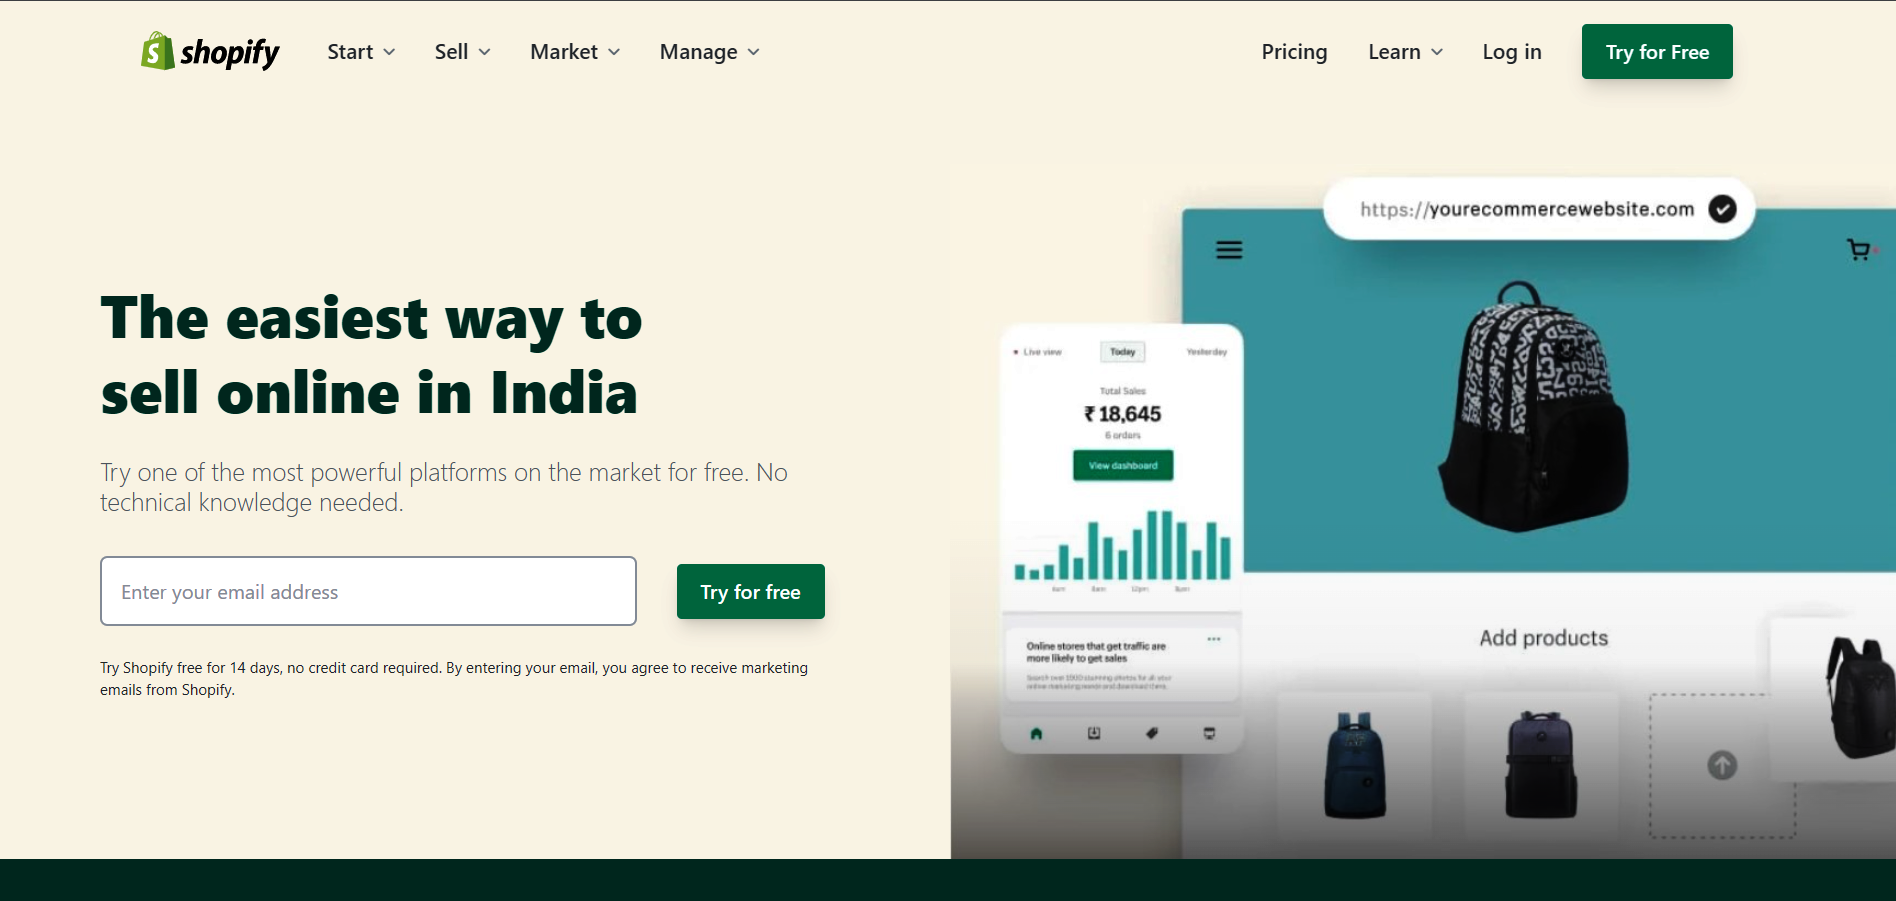 shopify
Start
Sell
Market
Manage
Pricing
Learn
Log in
Try for Free
The easiest way to
sell online in India
Try one of the most powerful platforms on the market for free. No
technical knowledge needed.
Enter your email address
Try for free
Try Shopify free for 14 days, no credit card required. By entering your email, you agree to receive marketing
emails from Shopify.
https://yourecommercewebsite.com
Live view
Today
Yesterday
Total Sales
₹ 18,645
6 orders
View dashboard
Online stores that get traffic are
more likely to get sales
Add products